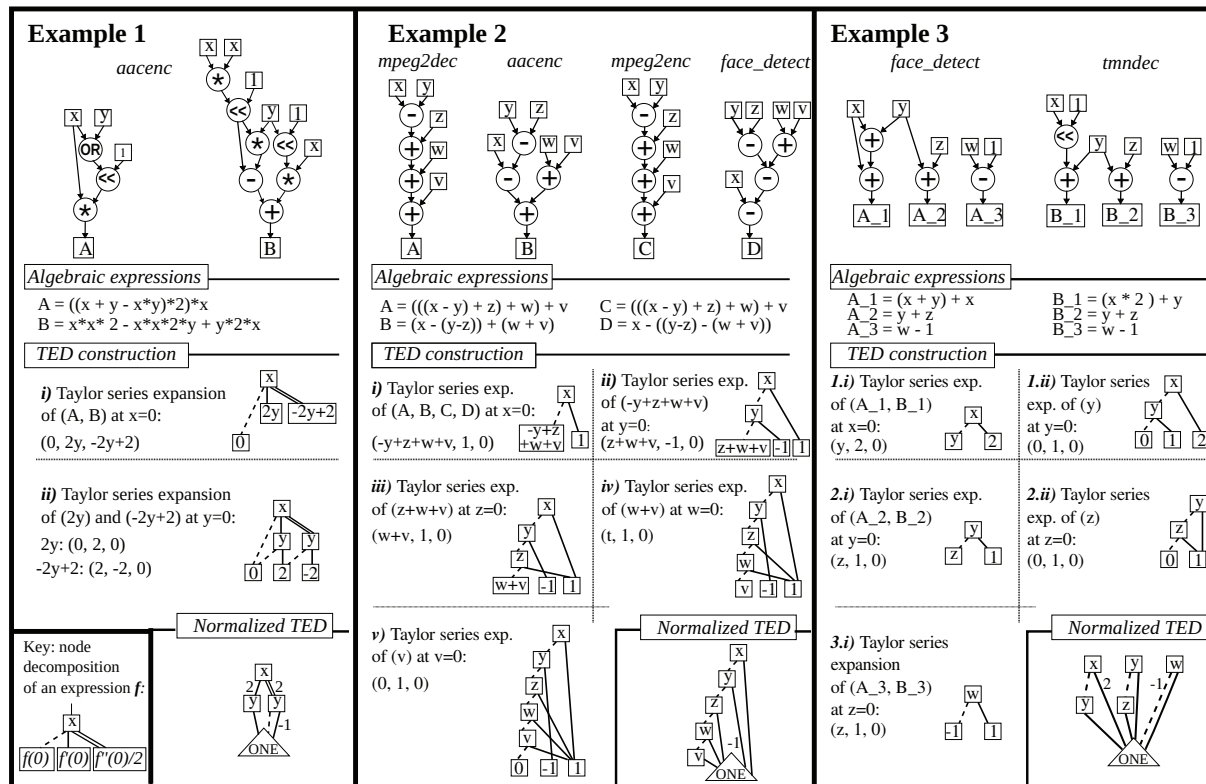 Example 1
aacenc
x x
* 1
<<
x y
y 1
OR
1
* << x
<<
- *
*
+
A B
Algebraic expressions
A = ((x + y - x*y)*2)*x
B = x*x* 2 - x*x*2*y + y*2*x
TED construction
i) Taylor series expansion
of (A, B) at x=0:
(0, 2y, -2y+2)
x
2y -2y+2
0
ii) Taylor series expansion
of (2y) and (-2y+2) at y=0:
2y: (0, 2, 0)
-2y+2: (2, -2, 0)
x
y y
0 2 -2
Key: node
decomposition
of an expression f:
x
f(0) f'(0) f''(0)/2
Normalized TED
x
2 2
y y
-1
ONE
Example 2
mpeg2dec aacenc mpeg2enc face_detect
x y
- z
+ w
+ v
+
A
y z
x - w v
- +
+
B
x y
- z
+ w
+ v
+
C
y z w v
- +
x -
-
D
Algebraic expressions
A = (((x - y) + z) + w) + v
B = (x - (y-z)) + (w + v)
C = (((x - y) + z) + w) + v
D = x - ((y-z) - (w + v))
TED construction
i) Taylor series exp.
of (A, B, C, D) at x=0:
(-y+z+w+v, 1, 0)
x
-y+z
+w+v
1
ii) Taylor series exp.
of (-y+z+w+v)
at y=0:
(z+w+v, -1, 0)
x
y
z+w+v -1 1
iii) Taylor series exp.
of (z+w+v) at z=0:
(w+v, 1, 0)
x
y
z
w+v -1 1
iv) Taylor series exp.
of (w+v) at w=0:
(t, 1, 0)
x
y
z
w
v -1 1
v) Taylor series exp.
of (v) at v=0:
(0, 1, 0)
x
y
z
w
v
0 -1 1
Normalized TED
x
y
z
w
v -1
ONE
Example 3
face_detect tmndec
x y
+ z w 1
+ + -
A_1 A_2 A_3
x 1
<< y z w 1
+ + -
B_1 B_2 B_3
Algebraic expressions
A_1 = (x + y) + x
A_2 = y + z
A_3 = w - 1
B_1 = (x * 2 ) + y
B_2 = y + z
B_3 = w - 1
TED construction
1.i) Taylor series exp.
of (A_1, B_1)
at x=0:
(y, 2, 0)
x
y 2
1.ii) Taylor series
exp. of (y)
at y=0:
(0, 1, 0)
x
y
0 1 2
2.i) Taylor series exp.
of (A_2, B_2)
at y=0:
(z, 1, 0)
y
z 1
2.ii) Taylor series
exp. of (z)
at z=0:
(0, 1, 0)
y
z
0 1
3.i) Taylor series
expansion
of (A_3, B_3)
at z=0:
(z, 1, 0)
w
-1 1
Normalized TED
x y w
2 -1
y z
ONE